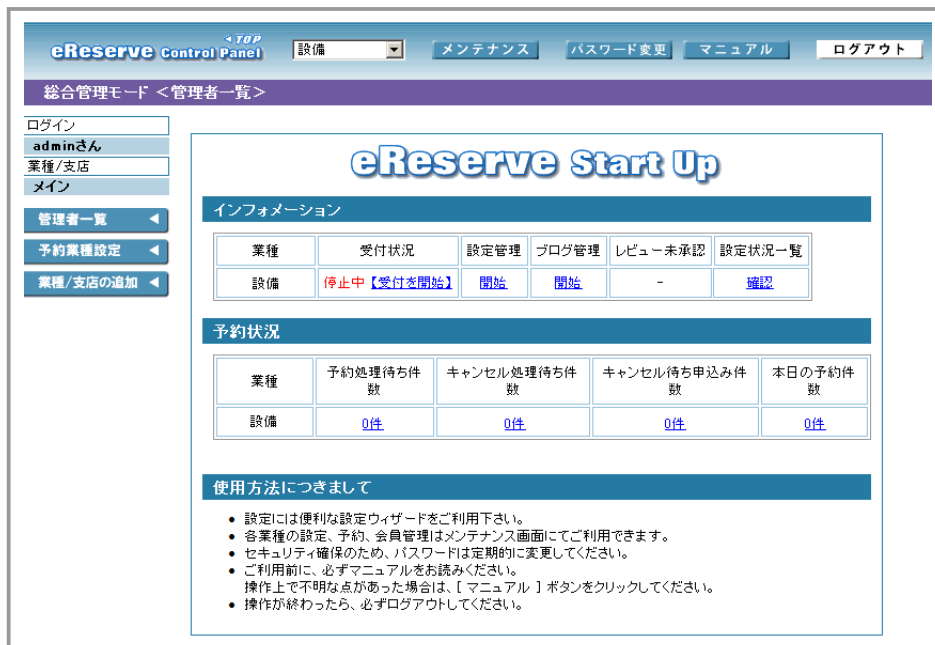 ◂TOP
eReserve Control Panel
設備
メンテナンス
パスワード変更
マニュアル
ログアウト
総合管理モード <管理者一覧>
ログイン
adminさん
業種/支店
メイン
管理者一覧
予約業種設定
業種/支店の追加
eReserve Start Up
インフォメーション
業種 受付状況 設定管理 ブログ管理 レビュー未承認 設定状況一覧
設備 停止中【受付を開始】 開始 開始 - 確認
予約状況
業種 予約処理待ち件数 キャンセル処理待ち件数 キャンセル待ち申込み件数 本日の予約件数
設備 0件 0件 0件 0件
使用方法につきまして
• 設定には便利な設定ウィザードをご利用下さい。
• 各業種の設定、予約、会員管理はメンテナンス画面にてご利用できます。
• セキュリティ確保のため、パスワードは定期的に変更してください。
• ご利用前に、必ずマニュアルをお読みください。
操作上で不明な点があった場合は、[ マニュアル ] ボタンをクリックしてください。
• 操作が終わったら、必ずログアウトしてください。